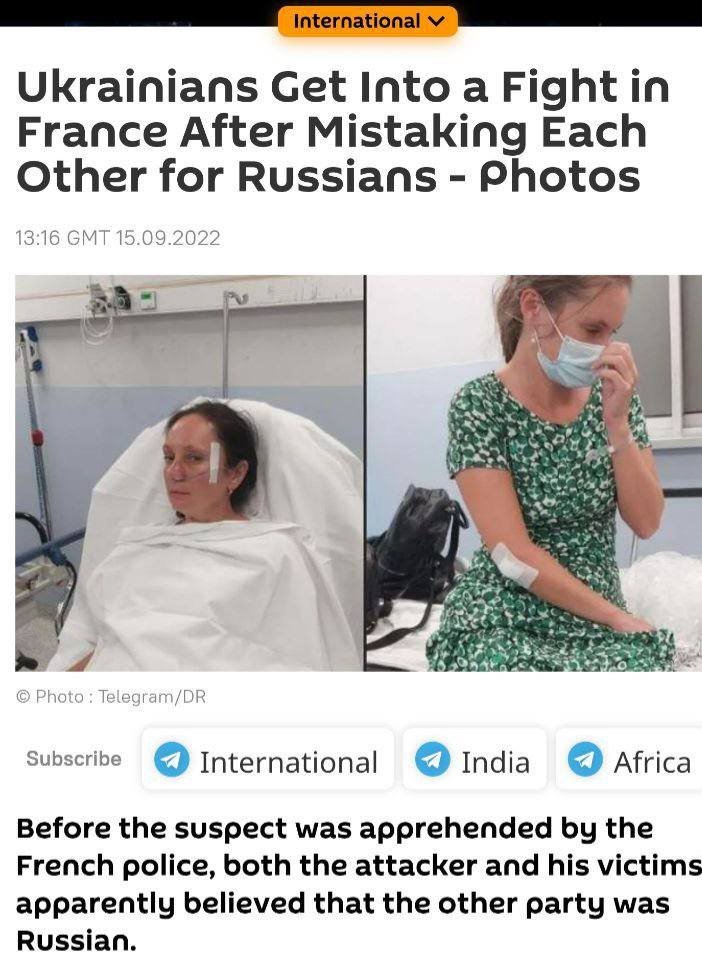 International
Ukrainians Get Into a Fight in
France After Mistaking Each
Other for Russians - Photos
13:16 GMT 15.09.2022
© Photo : Telegram/DR
Subscribe International India Africa
Before the suspect was apprehended by the
French police, both the attacker and his victims
apparently believed that the other party was
Russian.